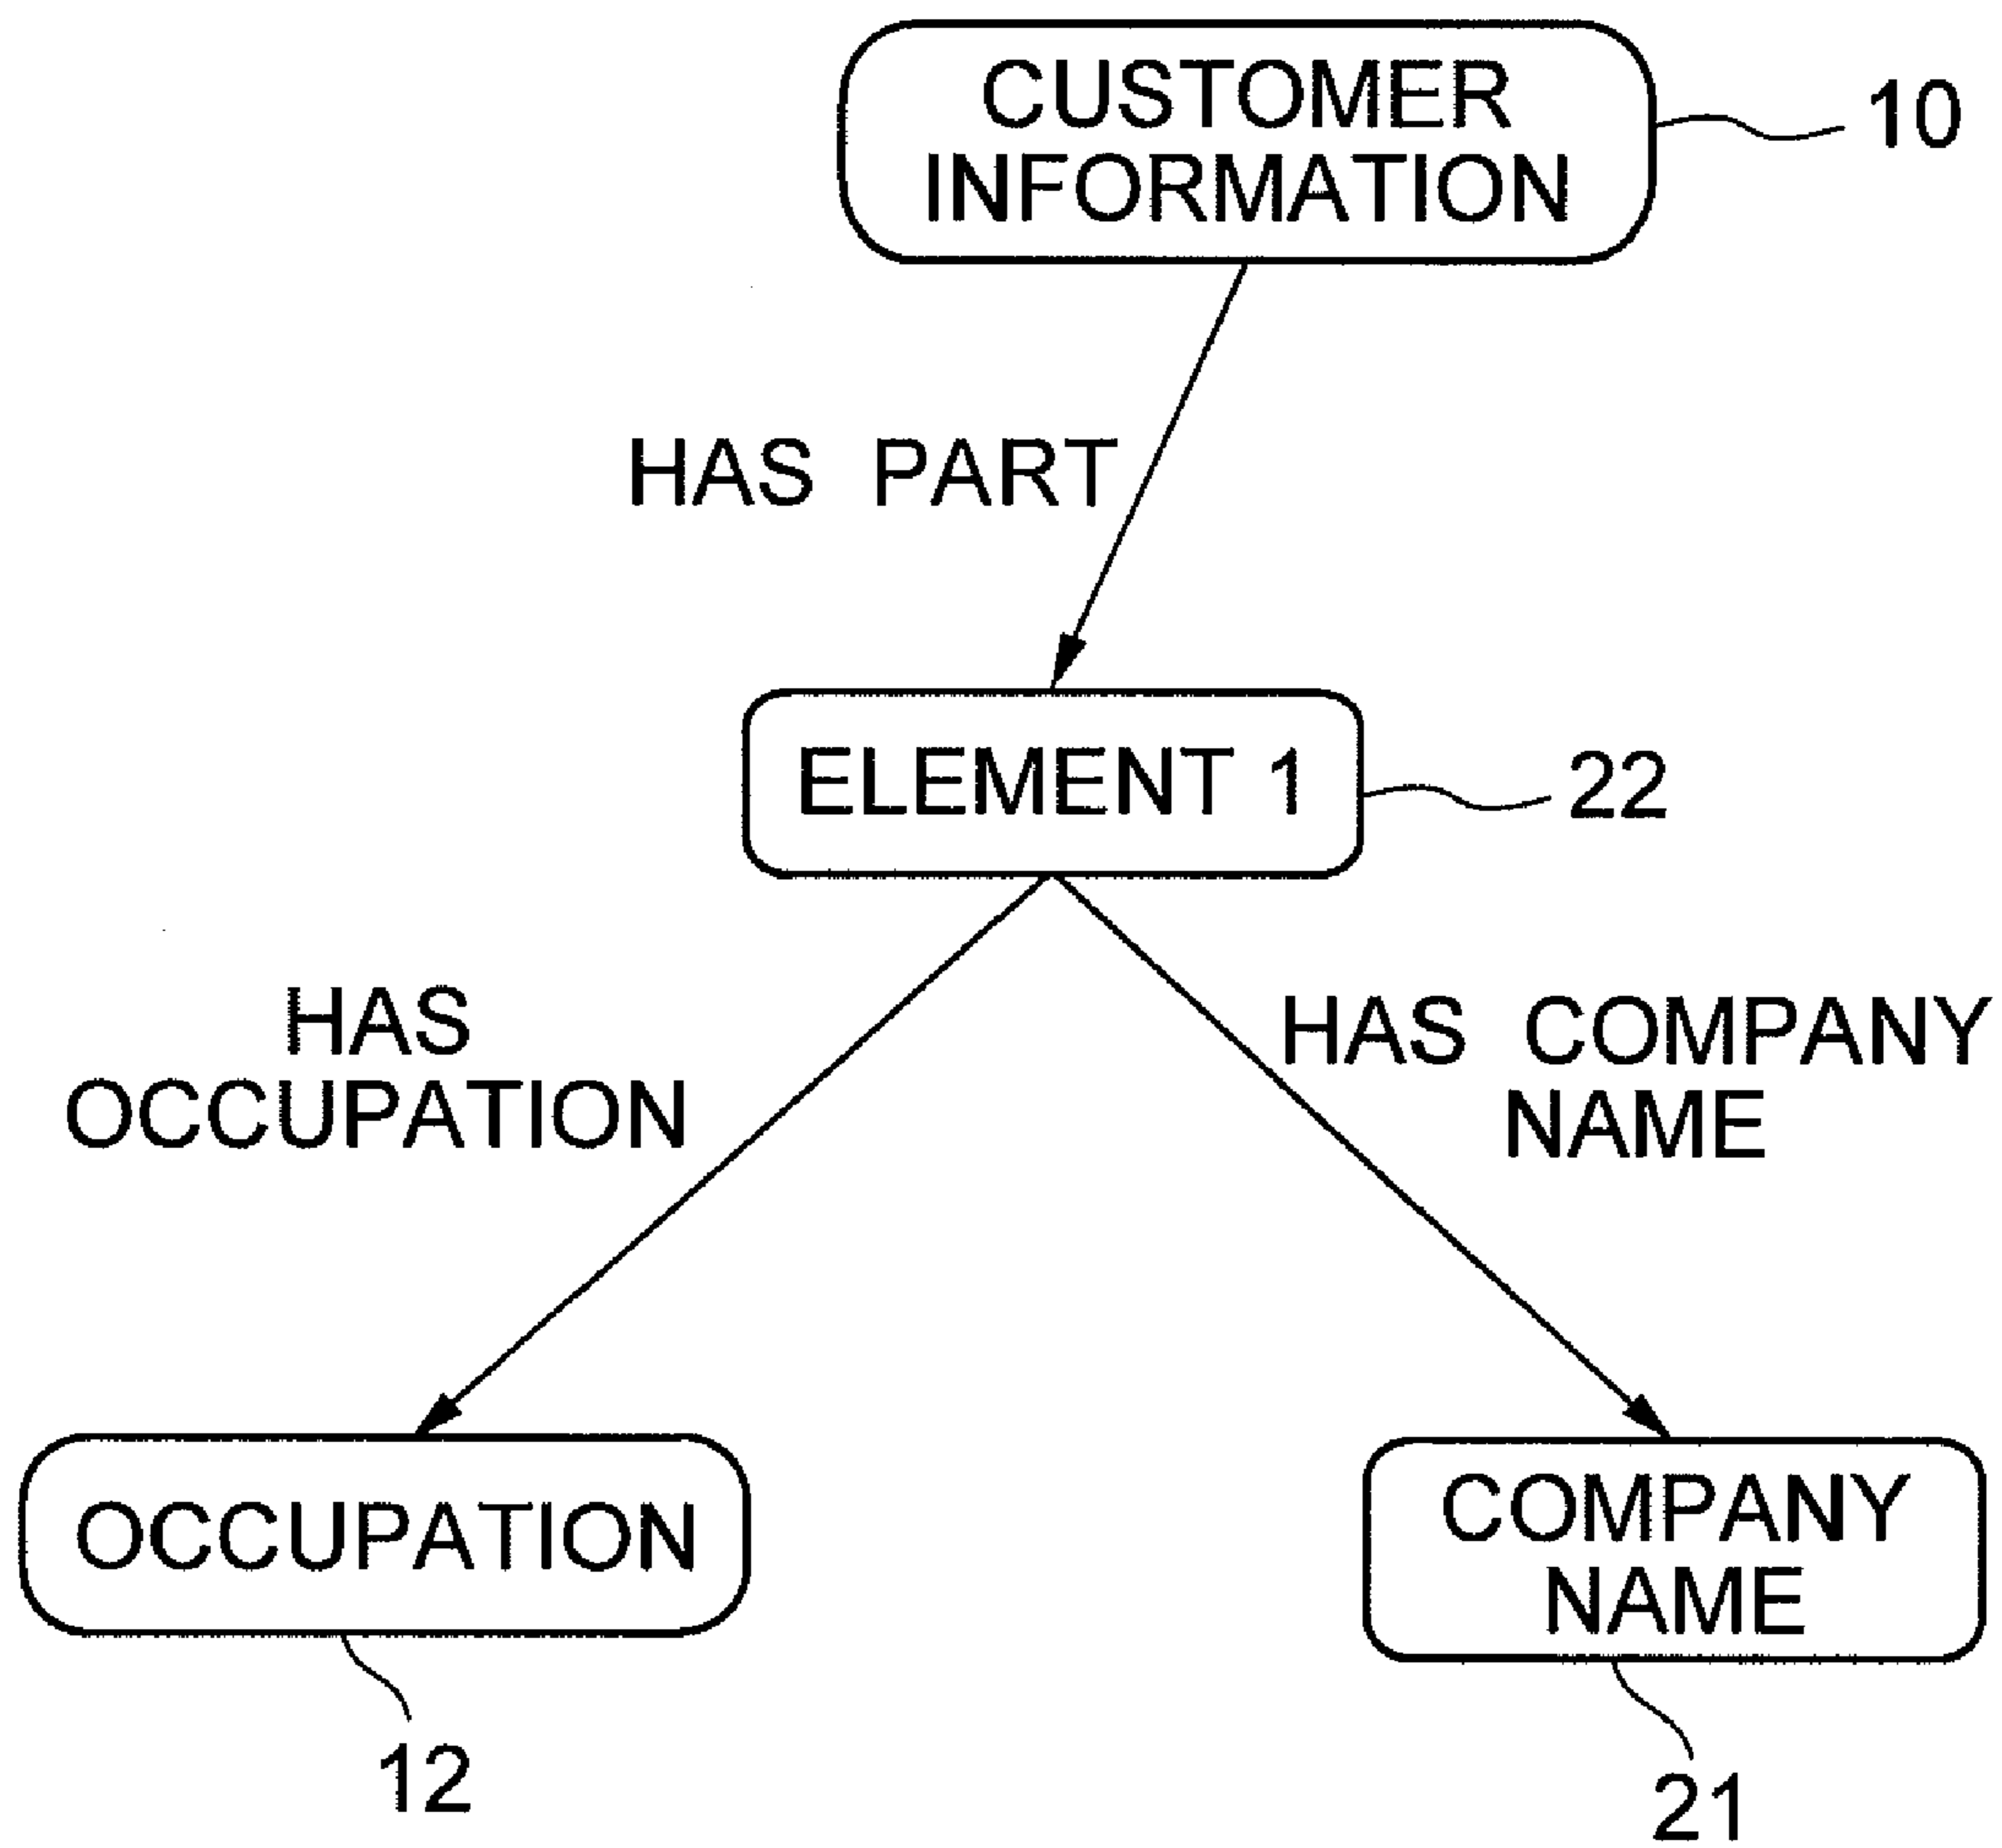 CUSTOMER
INFORMATION
10
HAS PART
ELEMENT 1
22
HAS
OCCUPATION
HAS COMPANY
NAME
OCCUPATION
COMPANY
NAME
12
21